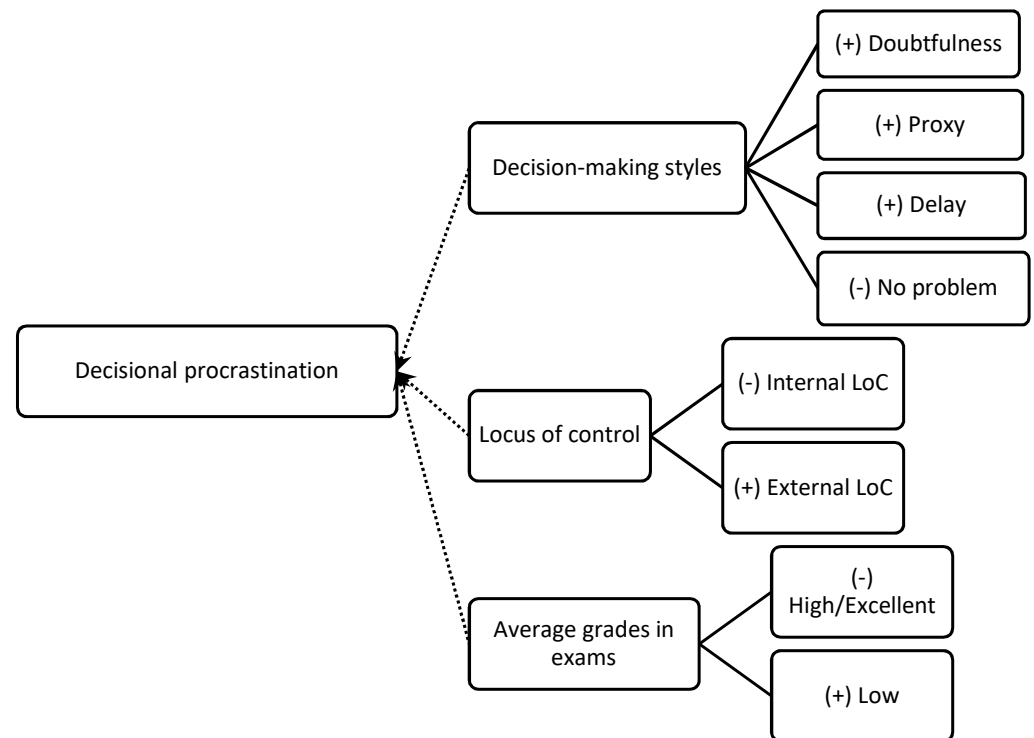 (+) Doubtfulness
(+) Proxy
Decision-making styles
(+) Delay
(-) No problem
Decisional procrastination
(-) Internal LoC
Locus of control
(+) External LoC
(-)
High/Excellent
Average grades in
exams
(+) Low